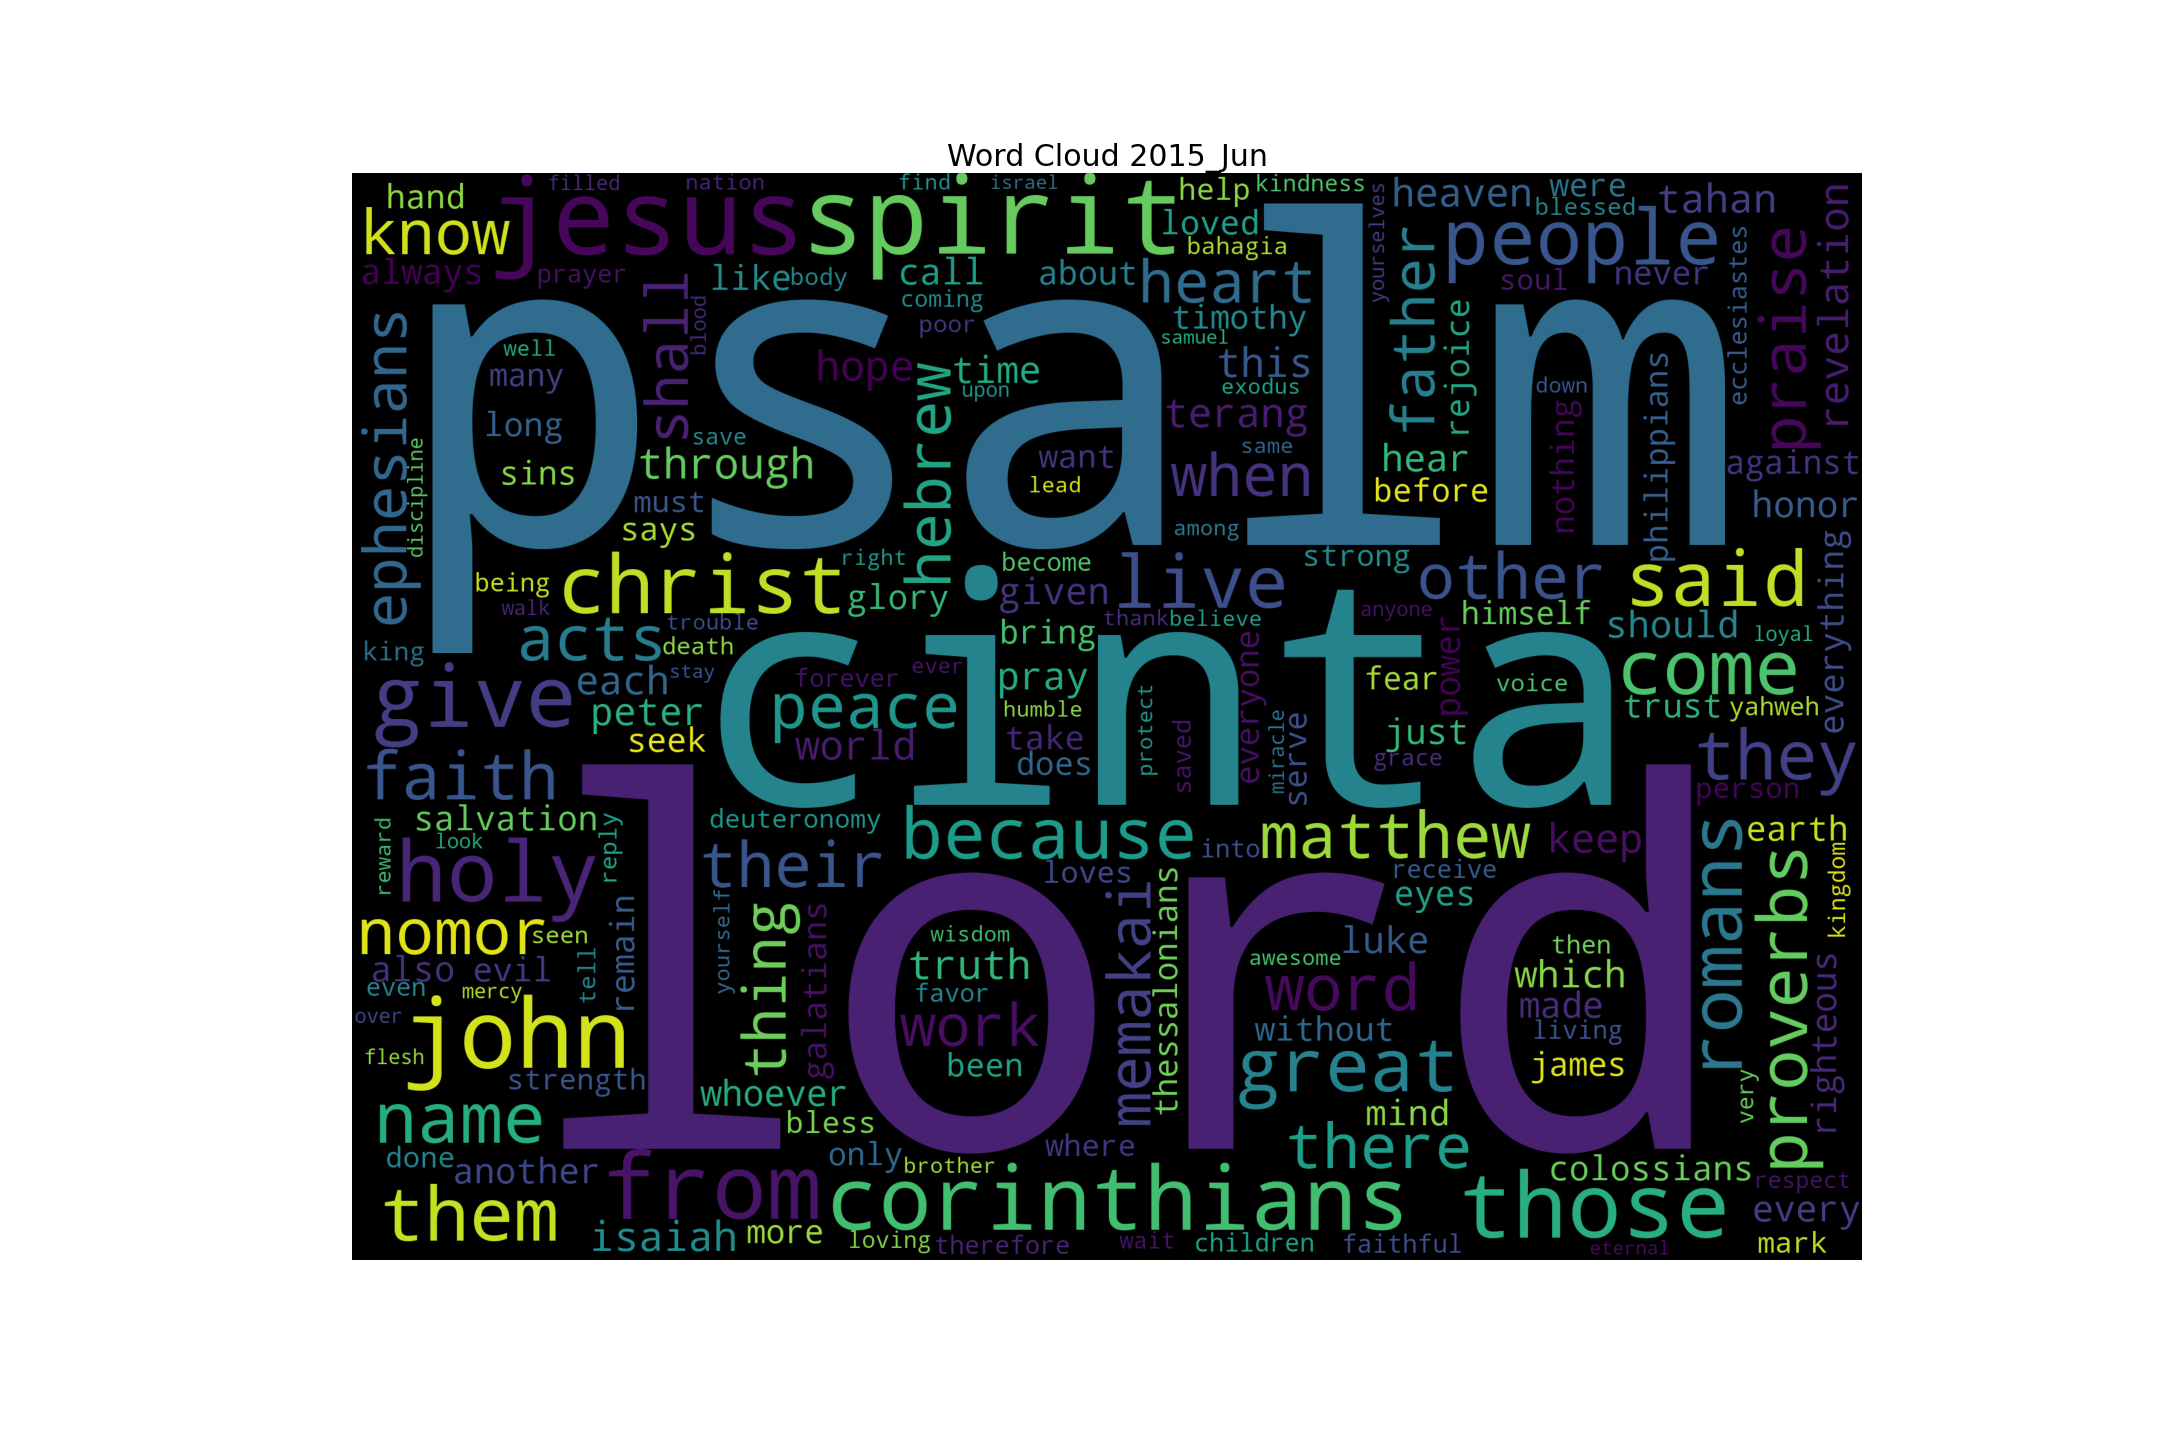 Word Cloud 2015_Jun
hand filled nation find israel help kindness heaven were tahan
know jesus spirit loved blessed people
always prayer like body call about bahagia heart yourselves soul never praise revelation
shall blood coming poor timothy samuel father rejoice ecclesiastes
psalm
ephesians well many long sins discipline hope hebrew time upon this exodus terang down nothing philippians
save through must says want lead when same hear before against honor
among strong
being walk christ right glory become given live other said everything
king acts trouble death thank believe anyone himself should loyal
bring
cinta
give each stay forever ever pray everyone fear power voice come trust yahweh
peter seek peace world humble take does protect saved miracle serve just grace they
faith person
lord
salvation look reply reward deuteronomy because into matthew keep romans earth kingdom
holy their loves receive eyes proverbs
nomor seen remain yourself thing galatians wisdom truth memakai thessalonians luke then which righteous
also evil tell favor awesome word made
even mercy over john work without living
flesh strength been great james very
name whoever bless mind
done another only brother where there colossians respect
them from corinthians those every
isaiah more loving therefore wait children faithful eternal mark